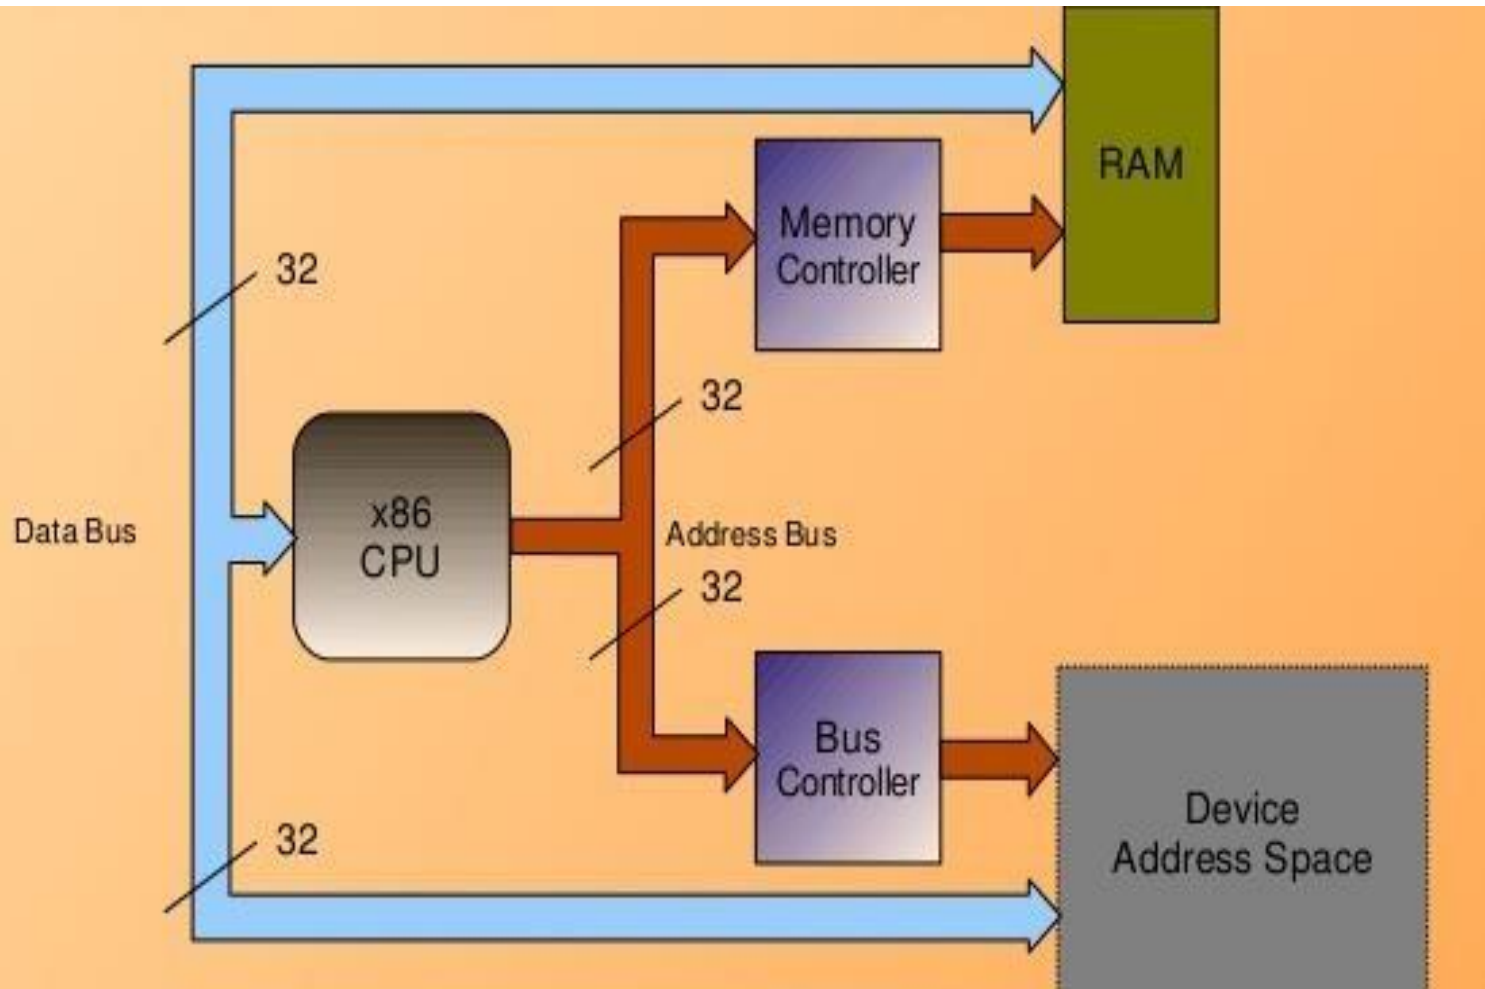 RAM
Memory
Controller
32
32
x86
CPU
Data Bus
Address Bus
32
Bus
Controller
Device
Address Space
32